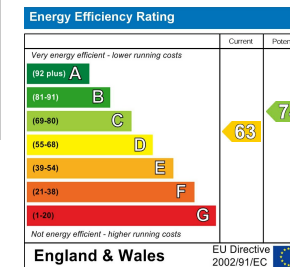 Energy Efficiency Rating
Current
Very energy efficient - lower running costs
(92 plus) A
(81-91) B
(69-80) C
(55-68) D
(39-54) E
(21-38) F
(1-20) G
63
Not energy efficient - higher running costs
England & Wales
EU Directive
2002/91/EC